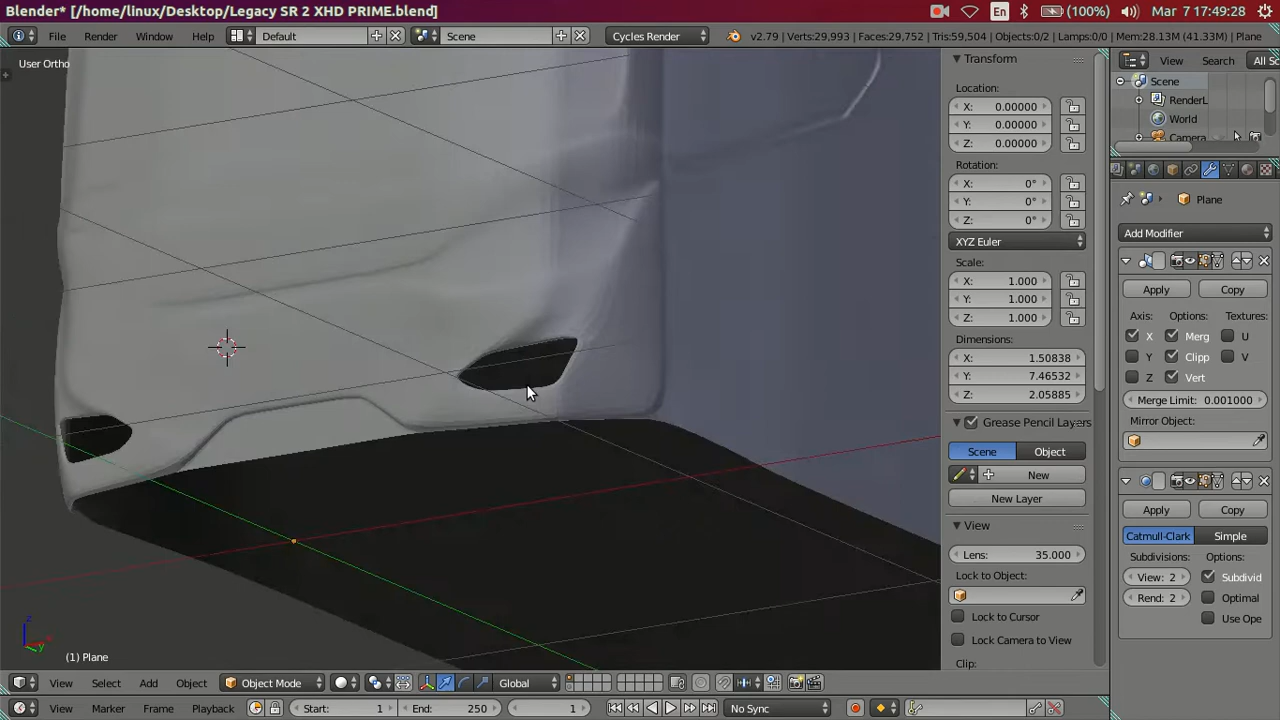 Blender* [/home/linux/Desktop/Legacy SR 2 XHD PRIME.blend] En (100%) Mar 7 17:49:28
File Render Window Help Default Scene Cycles Render v2.79 | Verts:29,993 | Faces:29,752 | Tris:59,504 | Objects:0/2 | Lamps:0/0 | Mem:28.13M (41.33M) | Plane
User Ortho
Transform
Location:
X: 0.00000
Y: 0.00000
Z: 0.00000
Rotation:
X: 0°
Y: 0°
Z: 0°
XYZ Euler
Scale:
X: 1.000
Y: 1.000
Z: 1.000
Dimensions:
X: 1.50838
Y: 7.46532
Z: 2.05885
Grease Pencil Layers
Scene Object
New
New Layer
View
Lens: 35.000
Lock to Object:
Lock to Cursor
Lock Camera to View
Clip:
View Search All Sc
Scene
RenderL
World
Camera
Plane
Add Modifier
Apply Copy
Axis: Options: Textures:
X Merg U
Y Clipp V
Z Vert
Merge Limit: 0.001000
Mirror Object:
Apply Copy
Catmull-Clark Simple
Subdivisions: Options:
View: 2 Subdivid
Rend: 2 Optimal
Use Ope
(1) Plane
View Select Add Object Object Mode Global
View Marker Frame Playback Start: 1 End: 250 1 No Sync